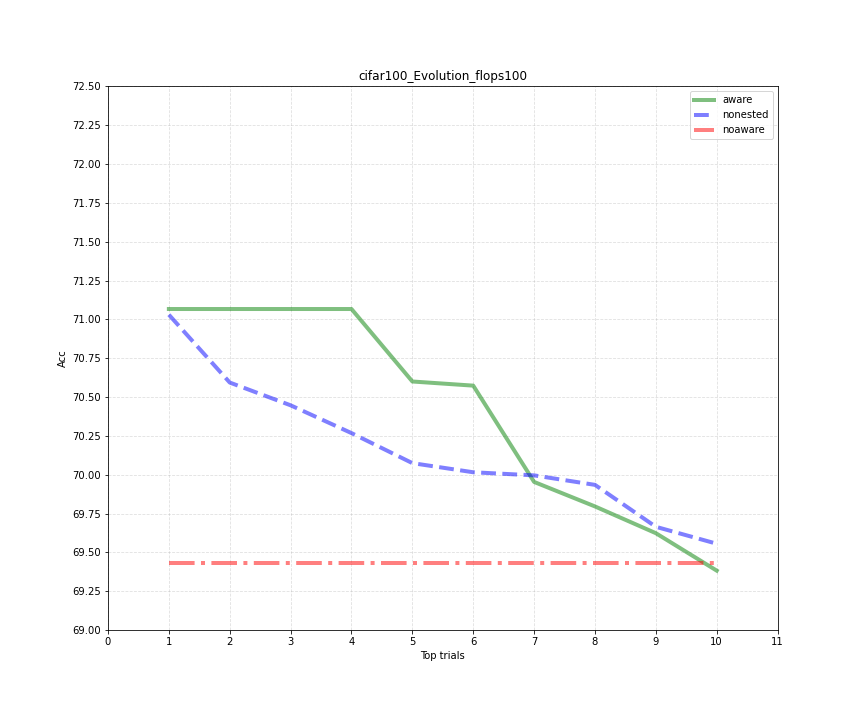 cifar100_Evolution_flops100
72.50
72.25
72.00
71.75
71.50
71.25
71.00
70.75
70.50
70.25
70.00
69.75
69.50
69.25
69.00
Acc
aware
nonested
noaware
0 1 2 3 4 5 6 7 8 9 10 11
Top trials